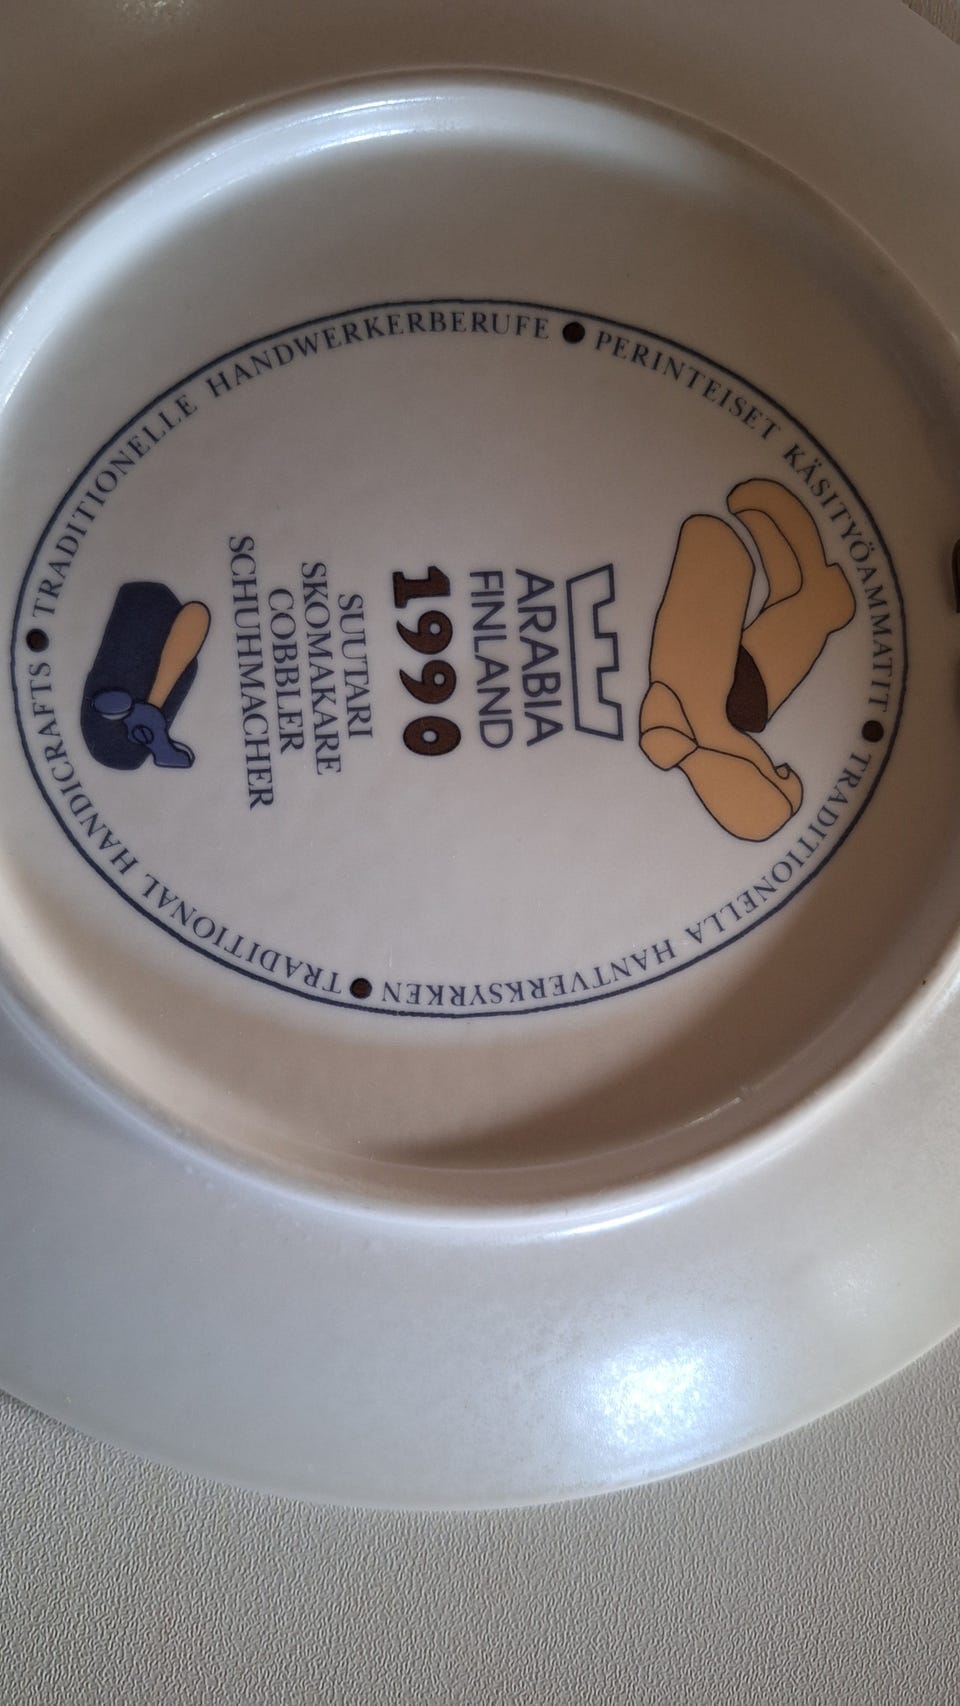 PERINTEISET KÄSITYÖAMMATIT
TRADITIONELLA HANTVERKSYRKEN
TRADITIONAL HANDICRAFTS
TRADITIONELLE HANDWERKERBERUFE
ARABIA
FINLAND
1990
SUUTARI
SKOMAKARE
COBBLER
SCHUHMACHER